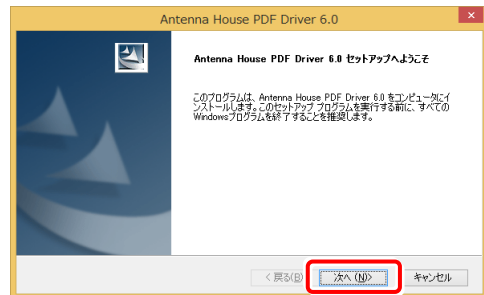 Antenna House PDF Driver 6.0
Antenna House PDF Driver 6.0 セットアップへようこそ
このプログラムは、Antenna House PDF Driver 6.0 をコンピュータにイ
ンストールします。このセットアップ プログラムを実行する前に、すべての
Windowsプログラムを終了することを推奨します。
< 戻る(B) 次へ (N)> キャンセル